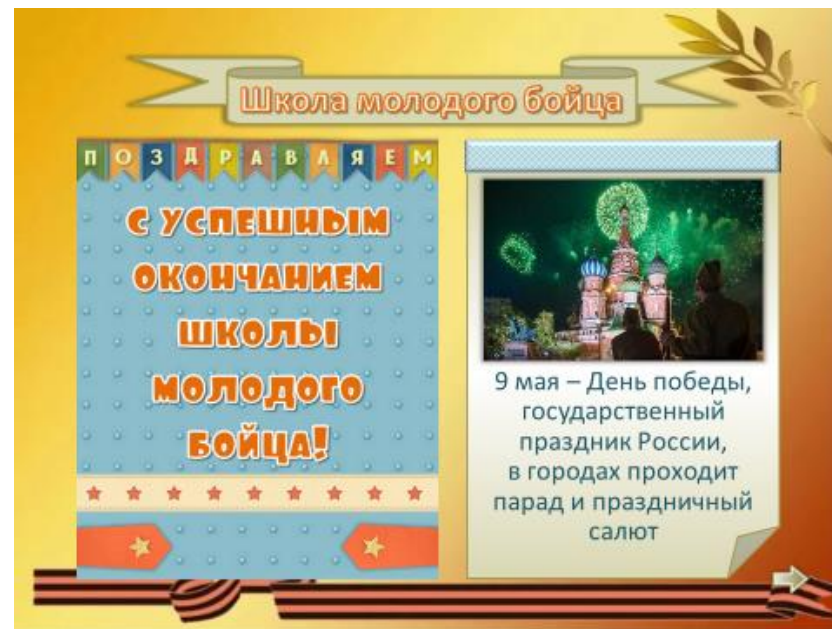 Школа молодого бойца
ПОЗДРАВЛЯЕМ
С УСПЕШНЫМ
ОКОНЧАНИЕМ
ШКОЛЫ
МОЛОДОГО
БОЙЦА!
9 мая – День победы,
государственный
праздник России,
в городах проходит
парад и праздничный
салют